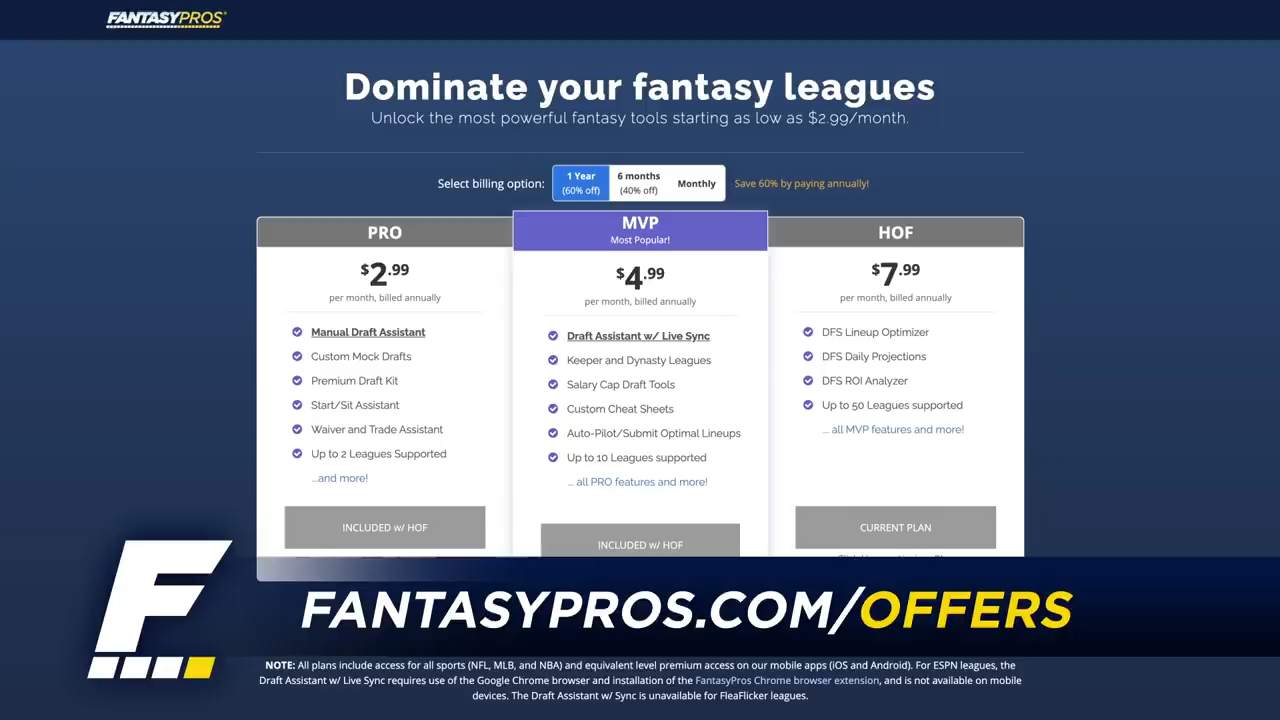 FANTASYPROS
Dominate your fantasy leagues
Unlock the most powerful fantasy tools starting as low as $2.99/month.
Select billing option:
1 Year
(60% off)
6 months
(40% off)
Monthly
Save 60% by paying annually!
PRO
$2.99
per month, billed annually
Manual Draft Assistant
Custom Mock Drafts
Premium Draft Kit
Start/Sit Assistant
Waiver and Trade Assistant
Up to 2 Leagues Supported
...and more!
INCLUDED w/ HOF
MVP
Most Popular!
$4.99
per month, billed annually
Draft Assistant w/ Live Sync
Keeper and Dynasty Leagues
Salary Cap Draft Tools
Custom Cheat Sheets
Auto-Pilot/Submit Optimal Lineups
Up to 10 Leagues supported
... all PRO features and more!
INCLUDED w/ HOF
HOF
$7.99
per month, billed annually
DFS Lineup Optimizer
DFS Daily Projections
DFS ROI Analyzer
Up to 50 Leagues supported
... all MVP features and more!
CURRENT PLAN
F
FANTASYPROS.COM/OFFERS
NOTE: All plans include access for all sports (NFL, MLB, and NBA) and equivalent level premium access on our mobile apps (iOS and Android). For ESPN leagues, the
Draft Assistant w/ Live Sync requires use of the Google Chrome browser and installation of the FantasyPros Chrome browser extension, and is not available on mobile
devices. The Draft Assistant w/ Sync is unavailable for FleaFlicker leagues.